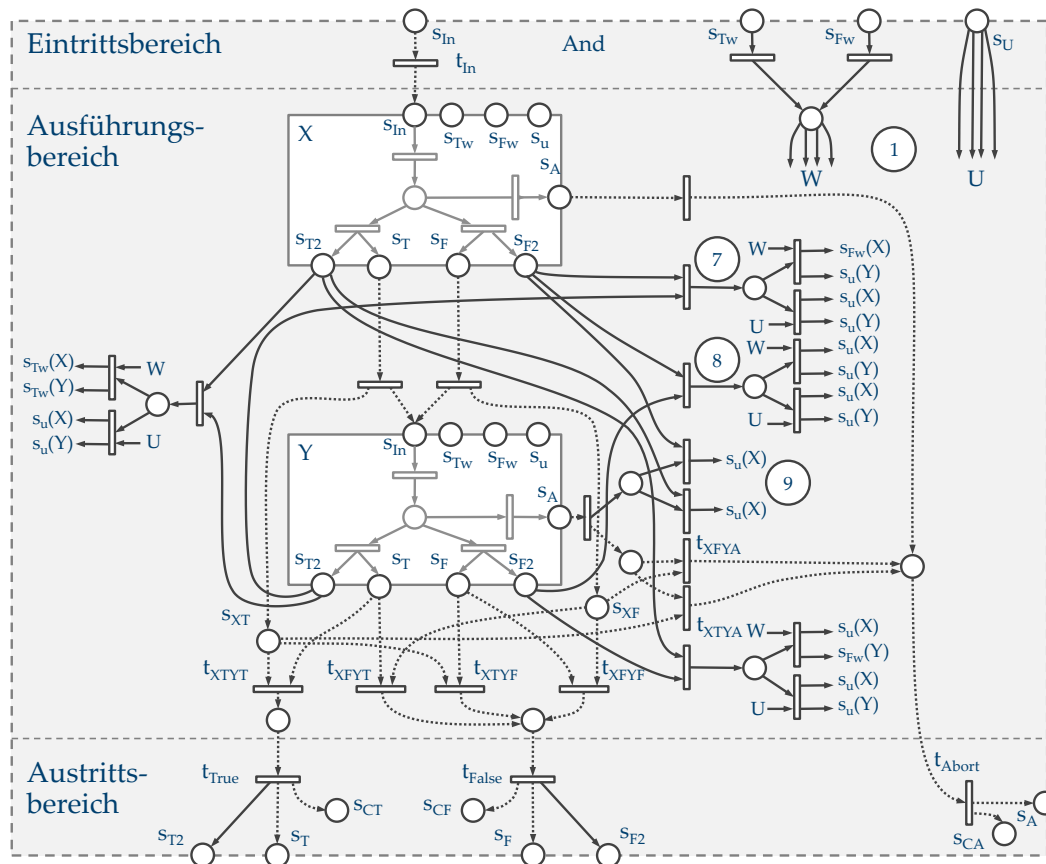 Eintrittsbereich
And
s_In
t_In
s_Tw
s_Fw
s_U
Ausführungs-
bereich
W
1
U
X
s_In
s_Tw
s_Fw
s_u
s_A
s_T2
s_T
s_F
s_F2
7
W
s_Fw(X)
s_u(Y)
s_u(X)
U
s_u(Y)
8
W
s_u(X)
s_u(Y)
s_u(X)
U
s_u(Y)
s_Tw(X)
W
s_Tw(Y)
s_u(X)
s_u(Y)
U
Y
s_In
s_Tw
s_Fw
s_u
s_A
s_T2
s_T
s_F
s_F2
s_u(X)
9
s_u(X)
t_XFYA
s_XT
s_XF
t_XTYA
W
s_u(X)
s_Fw(Y)
s_u(X)
U
s_u(Y)
t_XTYT
t_XFYT
t_XTYF
t_XFYF
Austritts-
bereich
t_True
t_False
t_Abort
s_CT
s_CF
s_A
s_CA
s_T2
s_T
s_F
s_F2